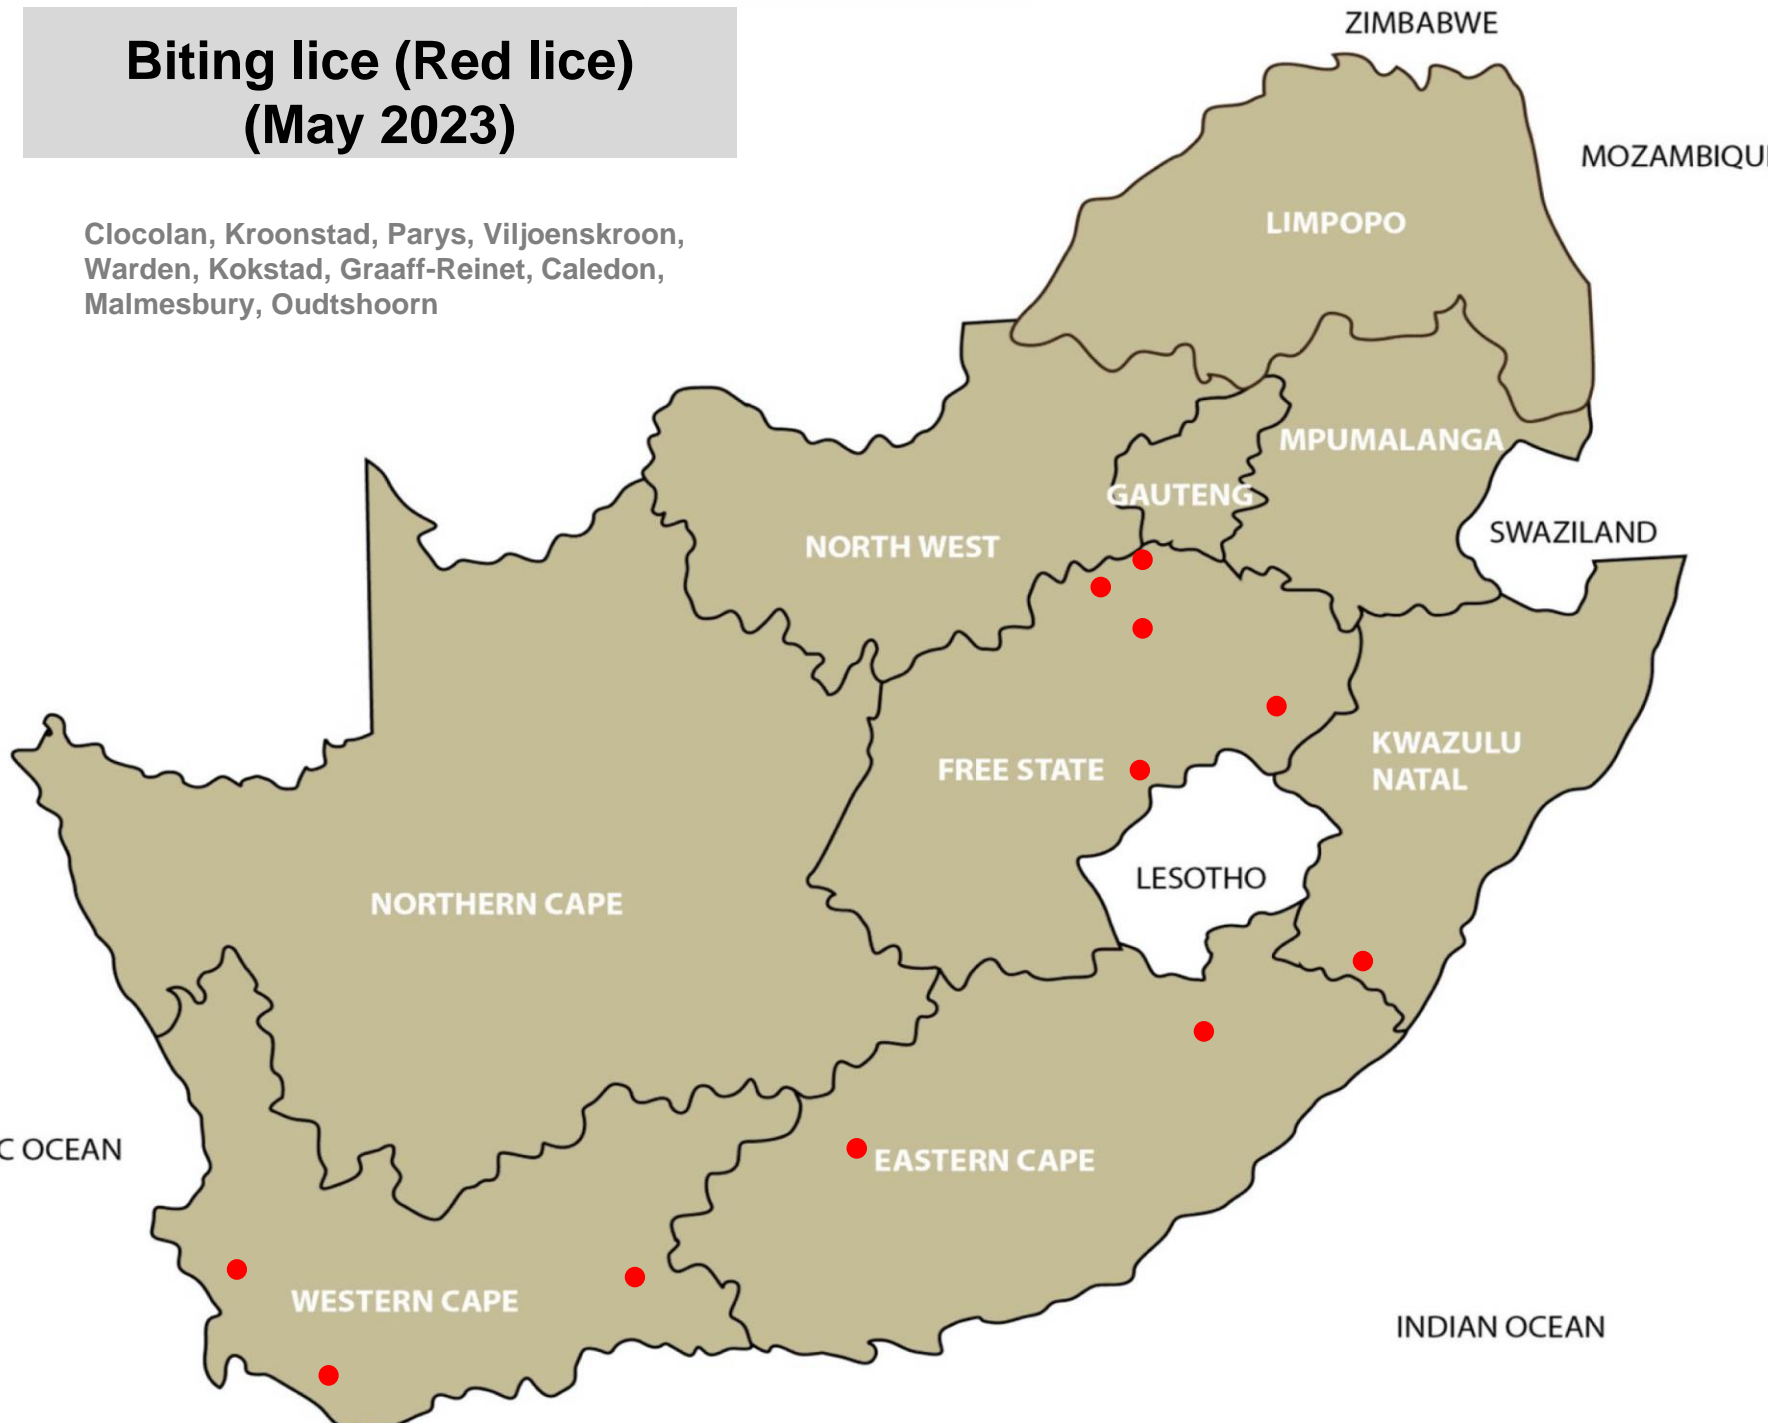 Biting lice (Red lice)
(May 2023)
Clocolan, Kroonstad, Parys, Viljoenskroon,
Warden, Kokstad, Graaff-Reinet, Caledon,
Malmesbury, Oudtshoorn
ZIMBABWE
MOZAMBIQU
LIMPOPO
MPUMALANGA
GAUTENG
SWAZILAND
NORTH WEST
KWAZULU
NATAL
FREE STATE
LESOTHO
NORTHERN CAPE
C OCEAN
EASTERN CAPE
WESTERN CAPE
INDIAN OCEAN